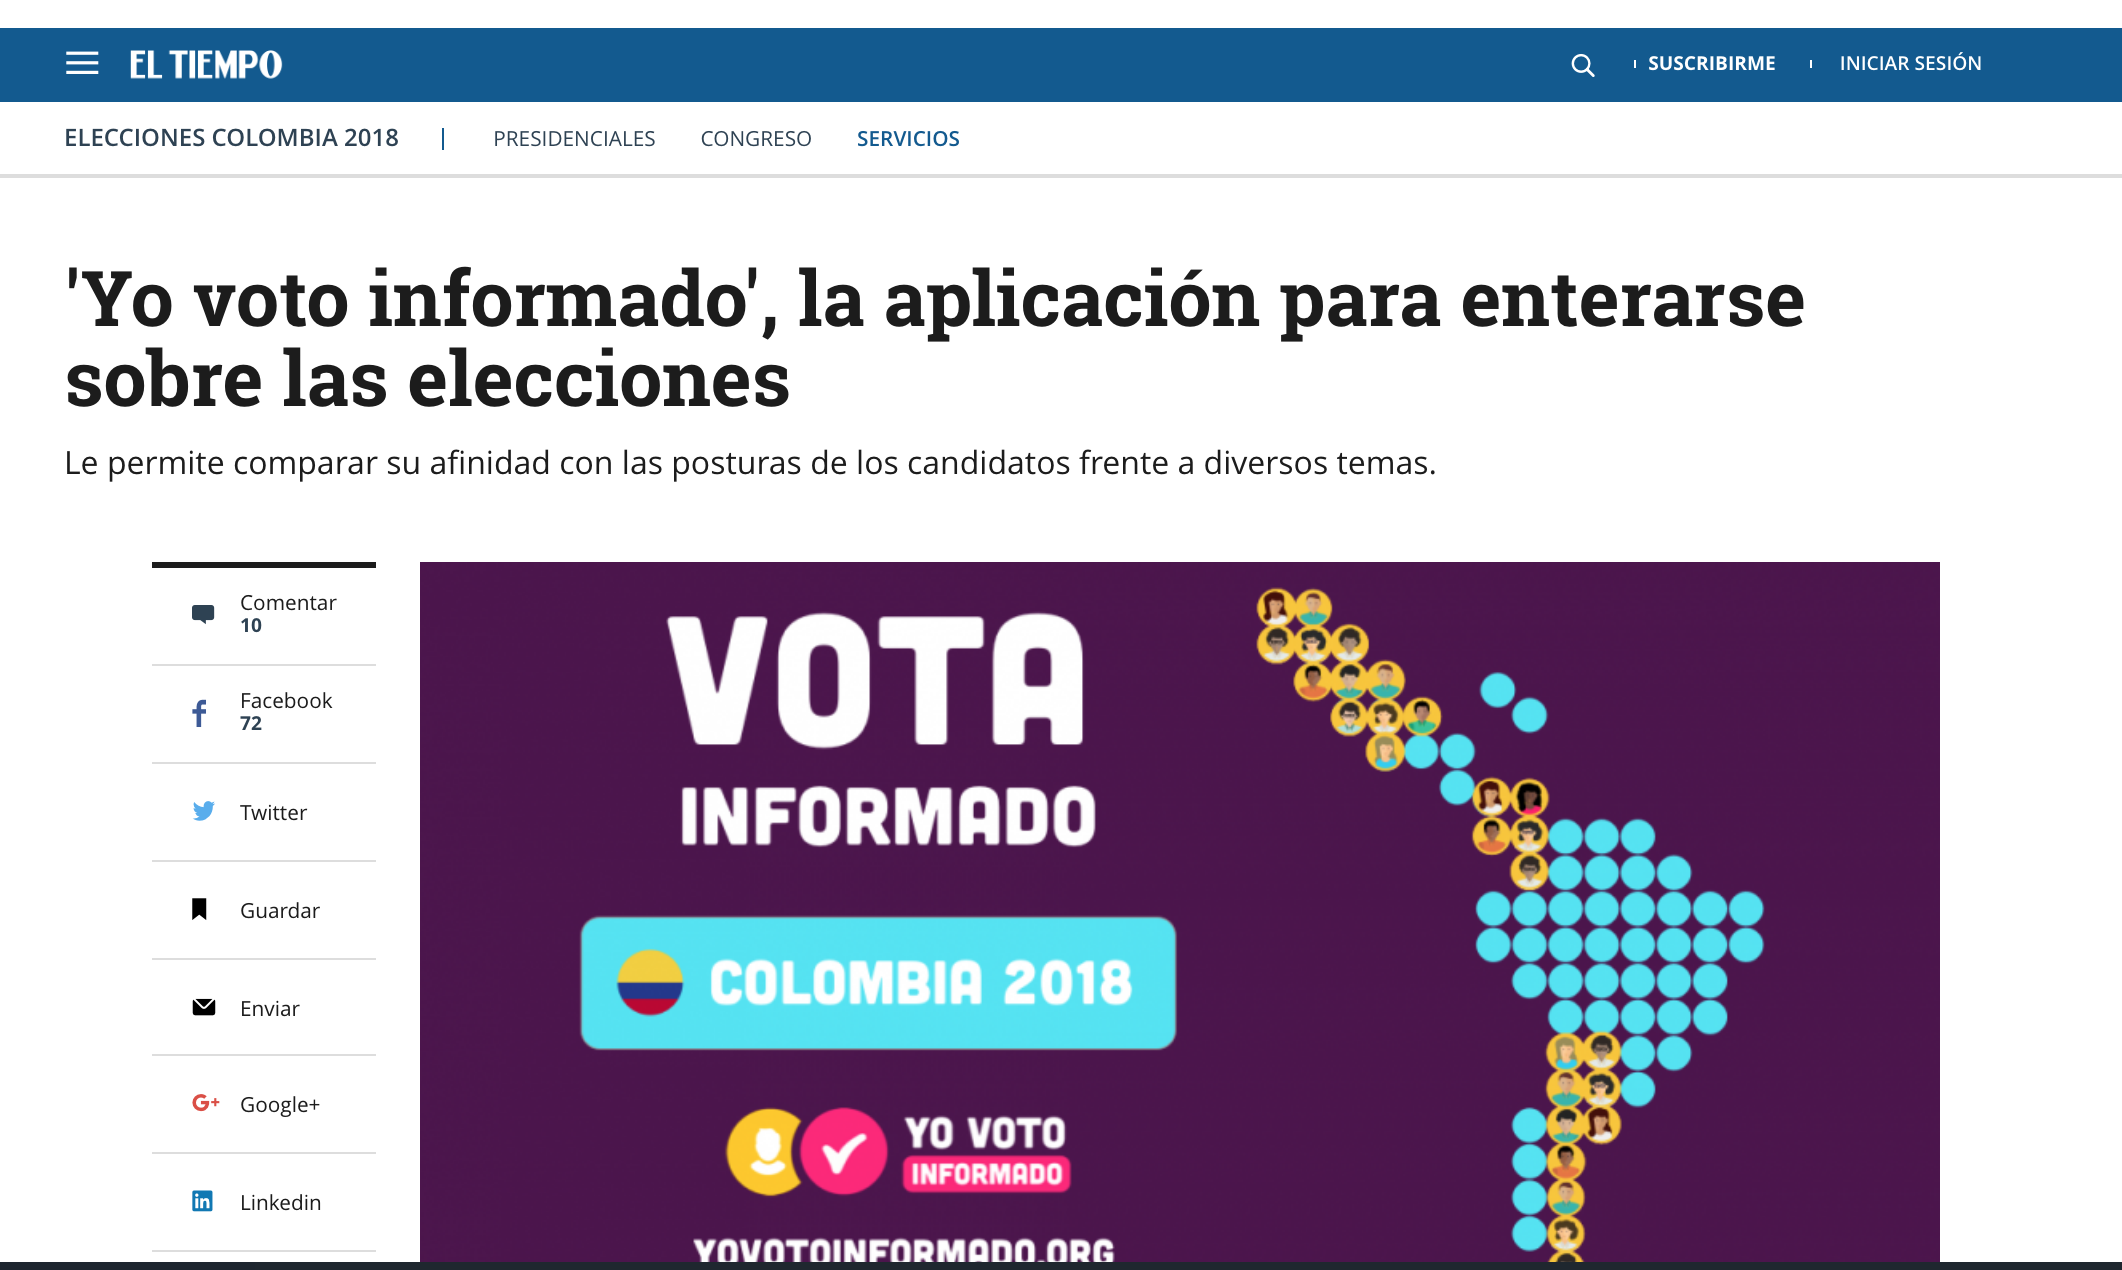 EL TIEMPO
SUSCRIBIRME
INICIAR SESIÓN
ELECCIONES COLOMBIA 2018
PRESIDENCIALES
CONGRESO
SERVICIOS
'Yo voto informado', la aplicación para enterarse
sobre las elecciones
Le permite comparar su afinidad con las posturas de los candidatos frente a diversos temas.
Comentar
10
Facebook
72
Twitter
Guardar
Enviar
Google+
Linkedin
VOTA
INFORMADO
COLOMBIA 2018
YO VOTO
INFORMADO
YOVOTOINFORMADO.ORG